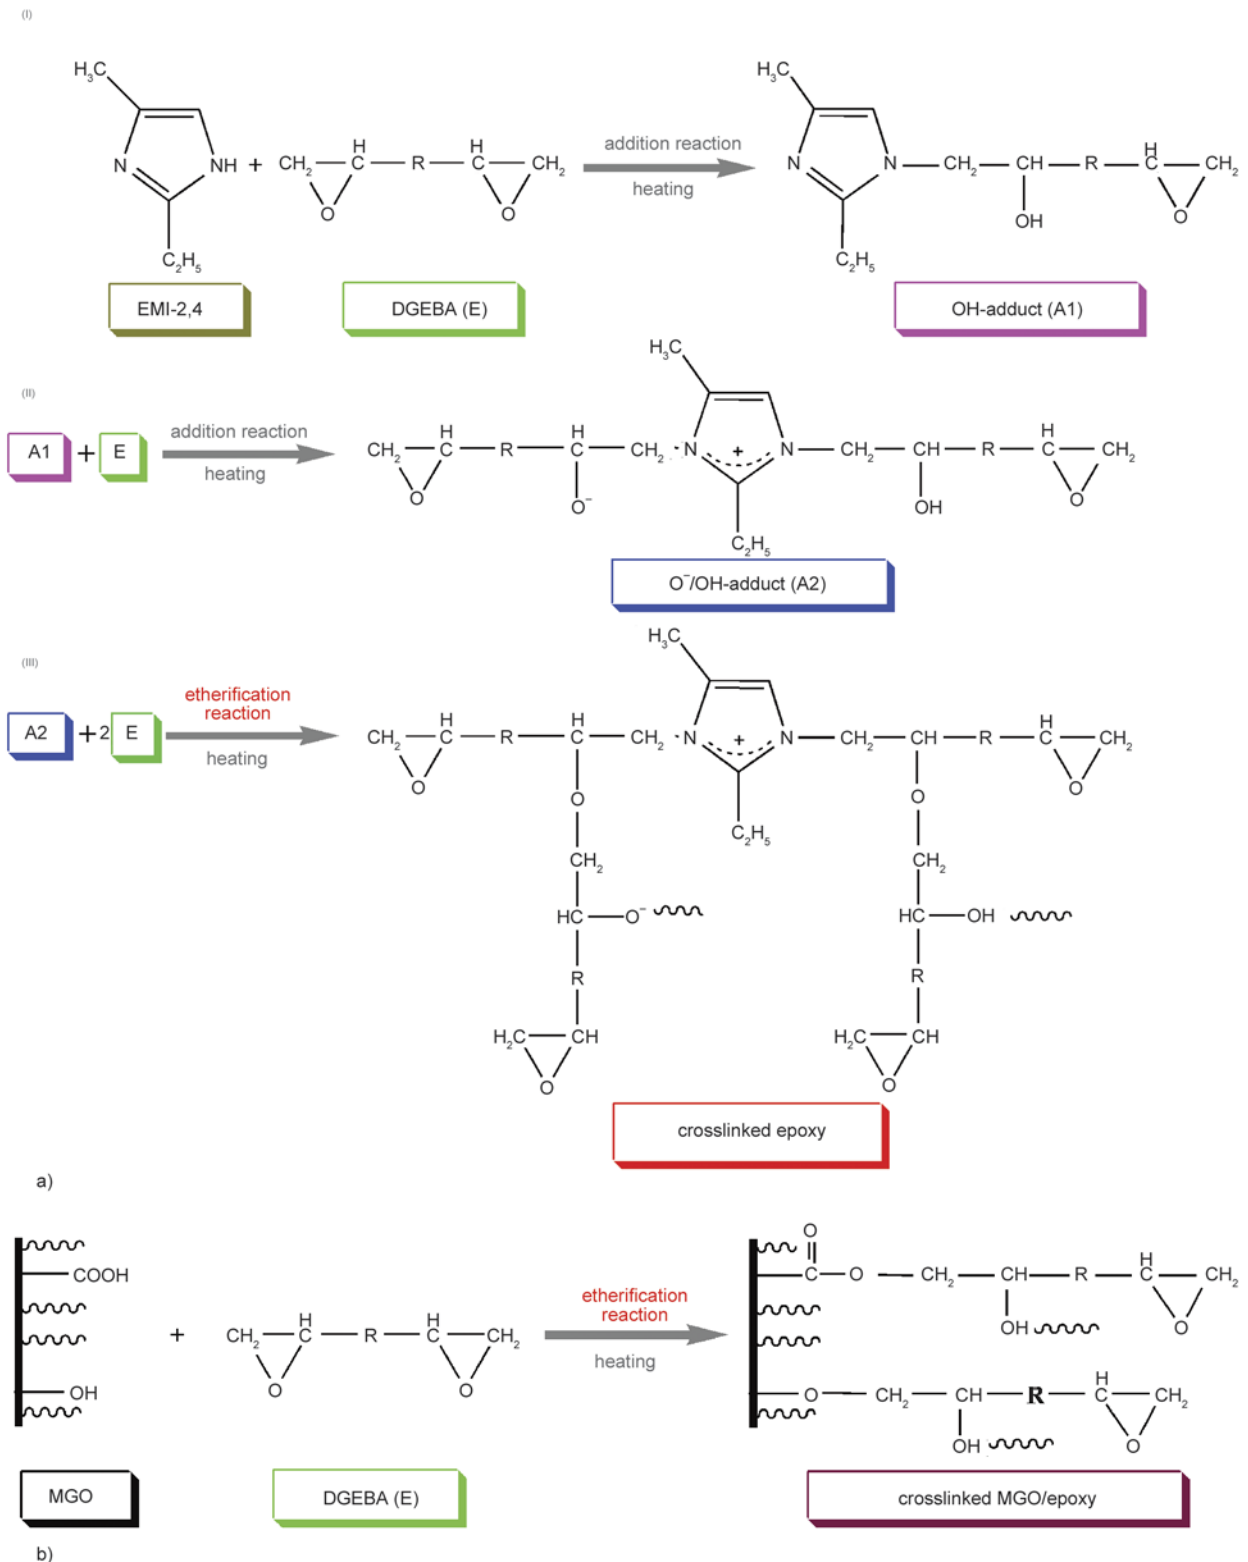 (I)
H₃C
N
NH
C₂H₅
+
CH₂
H
R
H
CH₂
O
O
addition reaction
heating
H₃C
N
N
CH₂
CH
R
H
CH₂
OH
O
C₂H₅
EMI-2,4
DGEBA (E)
OH-adduct (A1)
(II)
A1 + E
addition reaction
heating
H₃C
CH₂
H
R
H
CH₂
N
+
N
CH₂
CH
R
H
CH₂
O
O⁻
OH
O
C₂H₅
O⁻/OH-adduct (A2)
(III)
A2 +2 E
etherification
reaction
heating
H₃C
CH₂
H
R
H
CH₂
N
+
N
CH₂
CH
R
H
CH₂
O
O
O
O
C₂H₅
CH₂
CH₂
HC
O⁻
HC
OH
R
R
H₂C
CH
H₂C
CH
O
O
crosslinked epoxy
a)
COOH
OH
+
CH₂
H
R
H
CH₂
O
O
etherification
reaction
heating
O
C
O
CH₂
CH
R
H
CH₂
OH
O
O
CH₂
CH
R
H
CH₂
OH
O
MGO
DGEBA (E)
crosslinked MGO/epoxy
b)